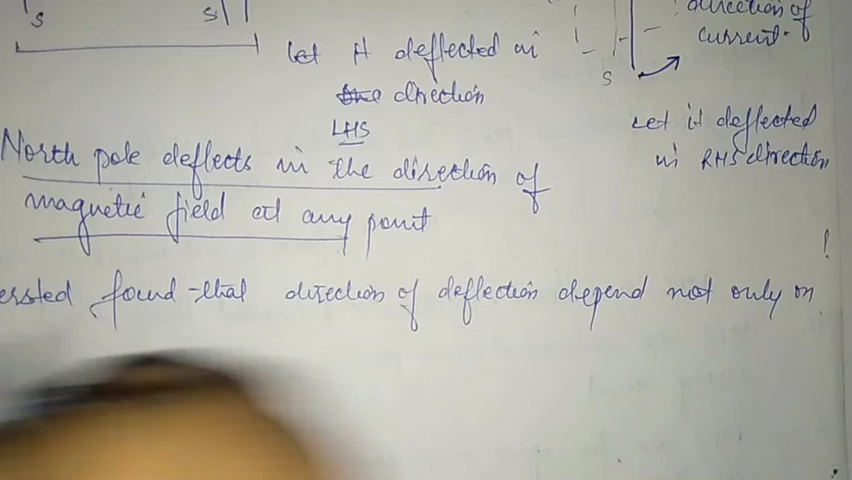 direction of
current.
S
S
S
Let it deflected in
direction
LHS
Let it deflected
in RHS direction
North pole deflects in the direction of
magnetic field at any point
ersted found that direction of deflection depend not only on